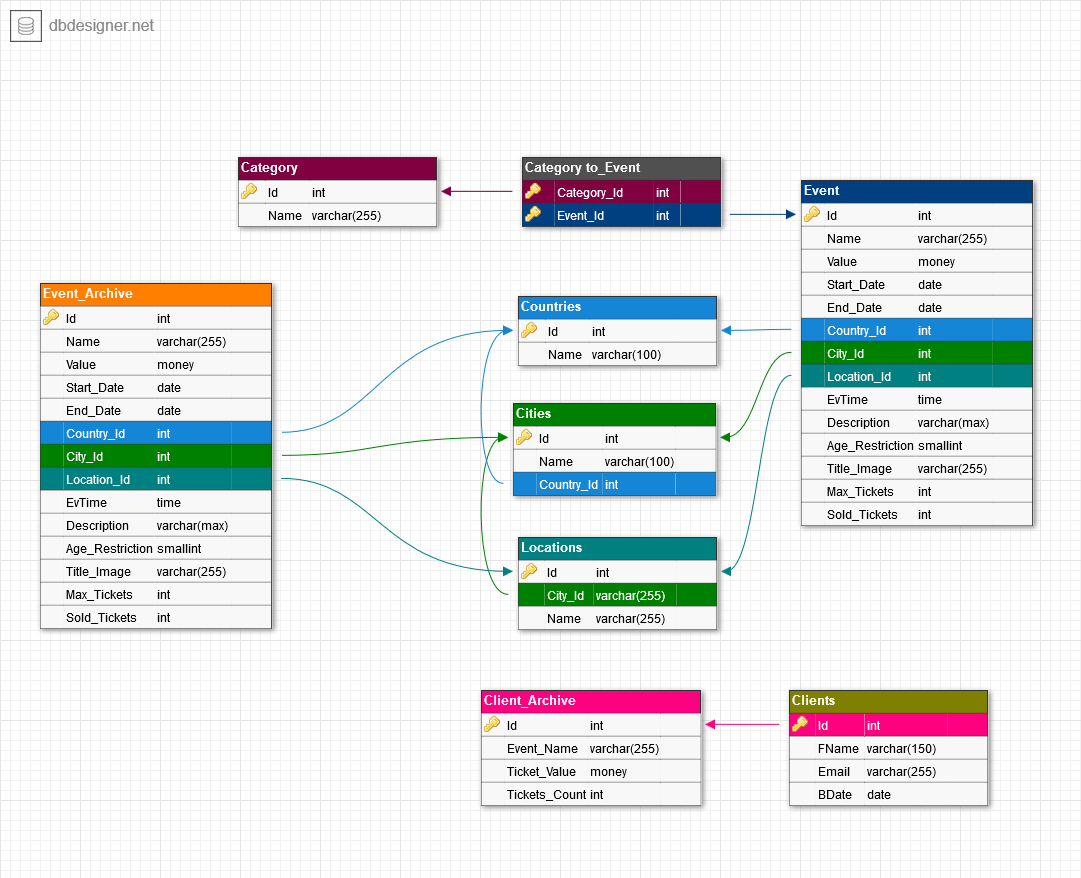 dbdesigner.net
Category
Id int
Name varchar(255)
Category to_Event
Category_Id int
Event_Id int
Event
Id int
Name varchar(255)
Value money
Start_Date date
End_Date date
Country_Id int
City_Id int
Location_Id int
EvTime time
Description varchar(max)
Age_Restriction smallint
Title_Image varchar(255)
Max_Tickets int
Sold_Tickets int
Event_Archive
Id int
Name varchar(255)
Value money
Start_Date date
End_Date date
Country_Id int
City_Id int
Location_Id int
EvTime time
Description varchar(max)
Age_Restriction smallint
Title_Image varchar(255)
Max_Tickets int
Sold_Tickets int
Countries
Id int
Name varchar(100)
Cities
Id int
Name varchar(100)
Country_Id int
Locations
Id int
City_Id varchar(255)
Name varchar(255)
Client_Archive
Id int
Event_Name varchar(255)
Ticket_Value money
Tickets_Count int
Clients
Id int
FName varchar(150)
Email varchar(255)
BDate date